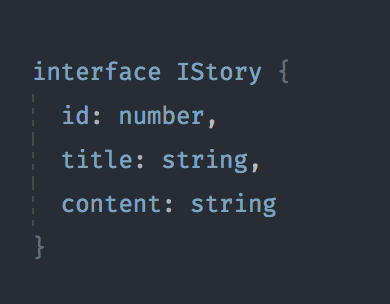 interface IStory {
id: number,
title: string,
content: string
}